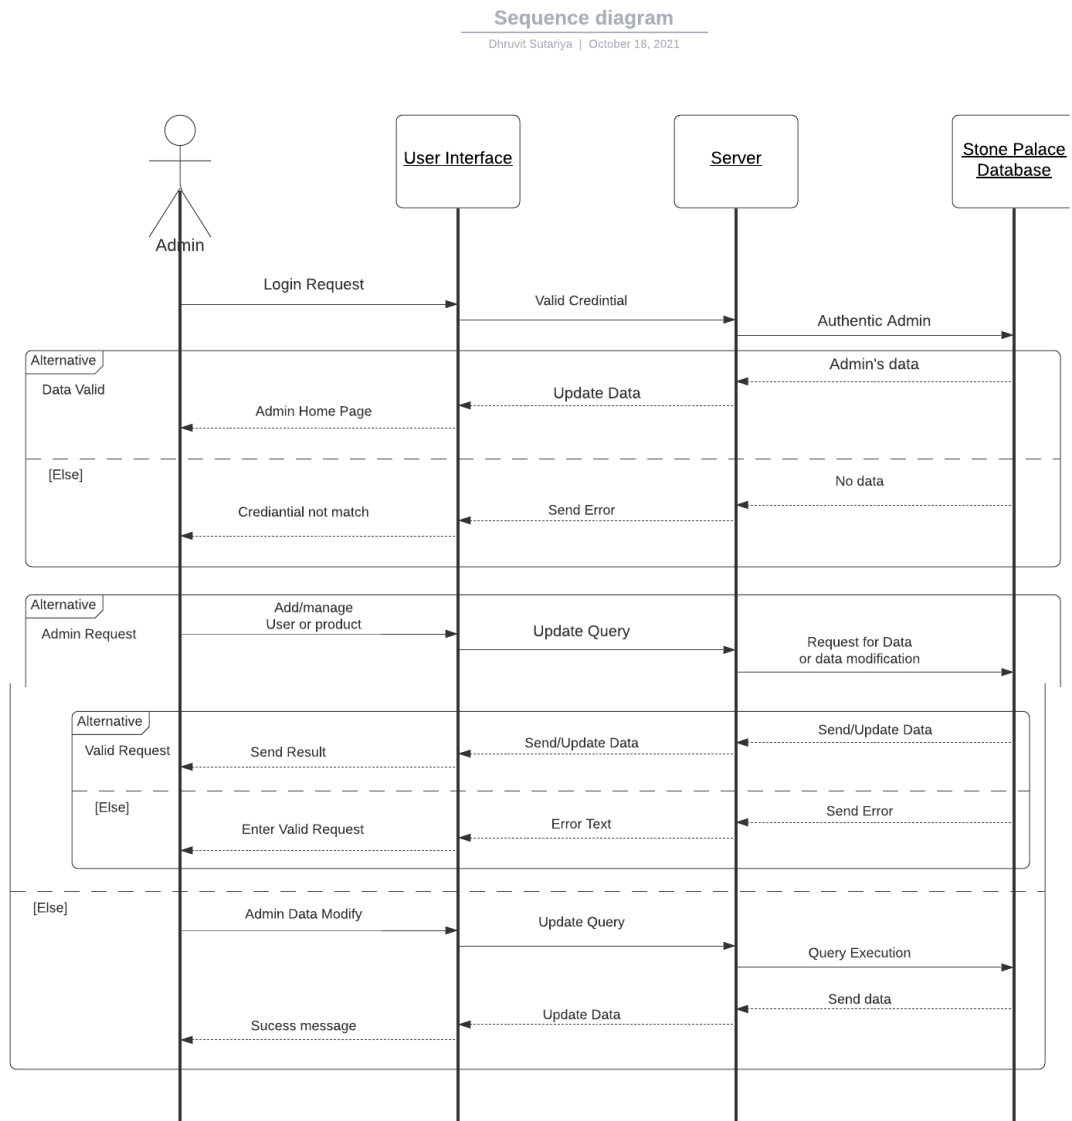 Sequence diagram
Dhruvit Sutariya | October 18, 2021
User Interface
Server
Stone Palace
Database
Admin
Login Request
Valid Credintial
Authentic Admin
Alternative
Data Valid
Admin's data
Update Data
Admin Home Page
[Else]
No data
Send Error
Crediantial not match
Alternative
Admin Request
Add/manage
User or product
Update Query
Request for Data
or data modification
Alternative
Valid Request
Send/Update Data
Send/Update Data
Send Result
[Else]
Send Error
Error Text
Enter Valid Request
[Else]
Admin Data Modify
Update Query
Query Execution
Send data
Update Data
Sucess message